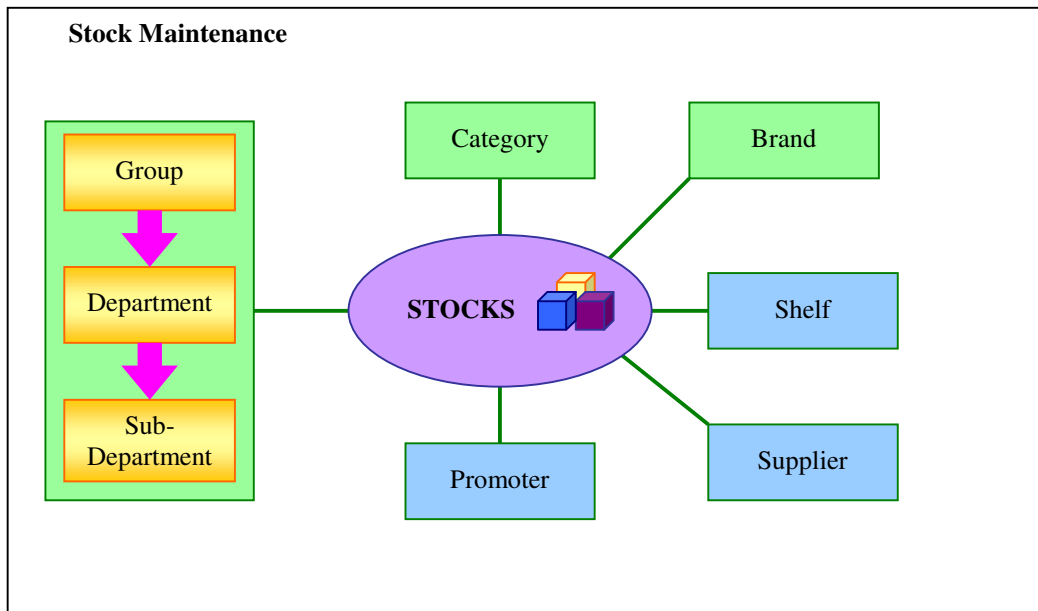 Stock Maintenance
Group
Department
Sub-
Department
Category
Brand
STOCKS
Shelf
Promoter
Supplier